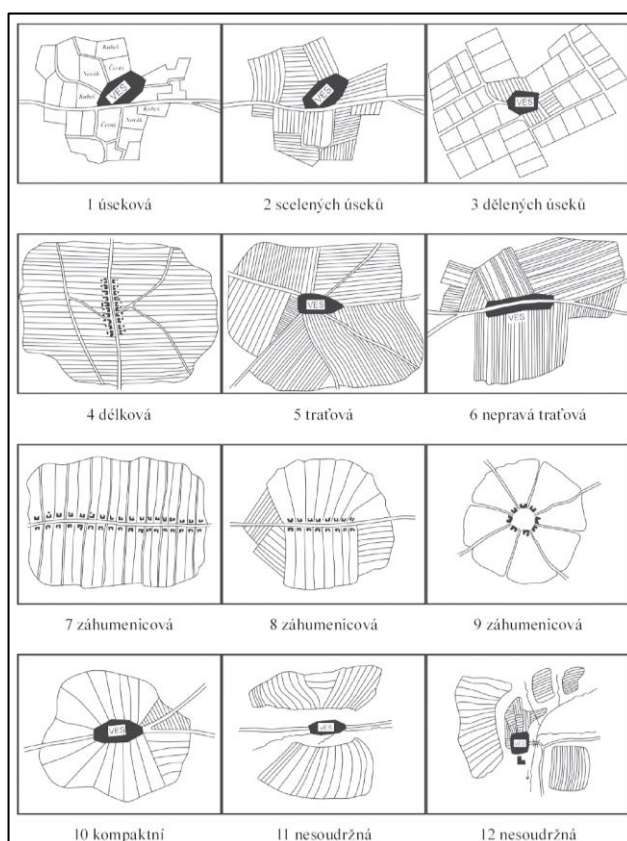 Kubeš
Novák
Černý
Kubeš
VES
Kubeš
Černý
Novák
1 úseková
VES
2 scelených úseků
VES
3 dělených úseků
4 délková
VES
5 traťová
VES
6 nepravá traťová
7 záhumenicová
8 záhumenicová
9 záhumenicová
VES
10 kompaktní
VES
11 nesoudržná
VES
12 nesoudržná